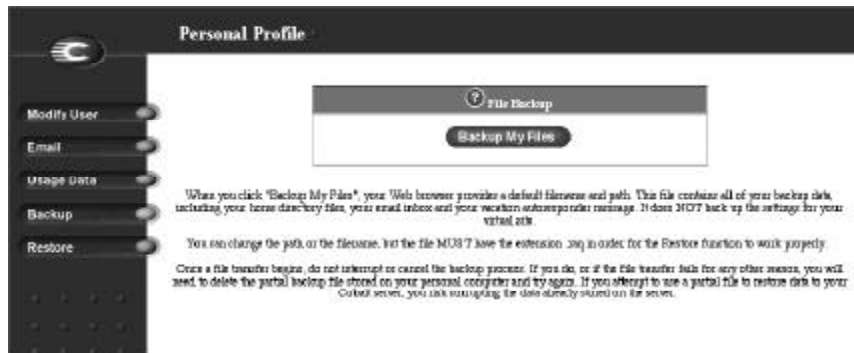 Personal Profile
Modify User
Email
Usage Data
Backup
Restore
File Backup
Backup My Files
When you click "Backup My Files", your Web browser provides a default filename and path. This file contains all of your backup data,
including your home directory files, your email inbox and your vacation autoresponder message. It does NOT back up the settings for your
virtual site.
You can change the path or the filename, but the file MUST have the extension .raq in order for the Restore function to work properly.
Once a file transfer begins, do not interrupt or cancel the backup process. If you do, or if the file transfer fails for any other reason, you will
need to delete the partial backup file stored on your personal computer and try again. If you attempt to use a partial file to restore data to your
Cobalt server, you risk corrupting the data already stored on the server.